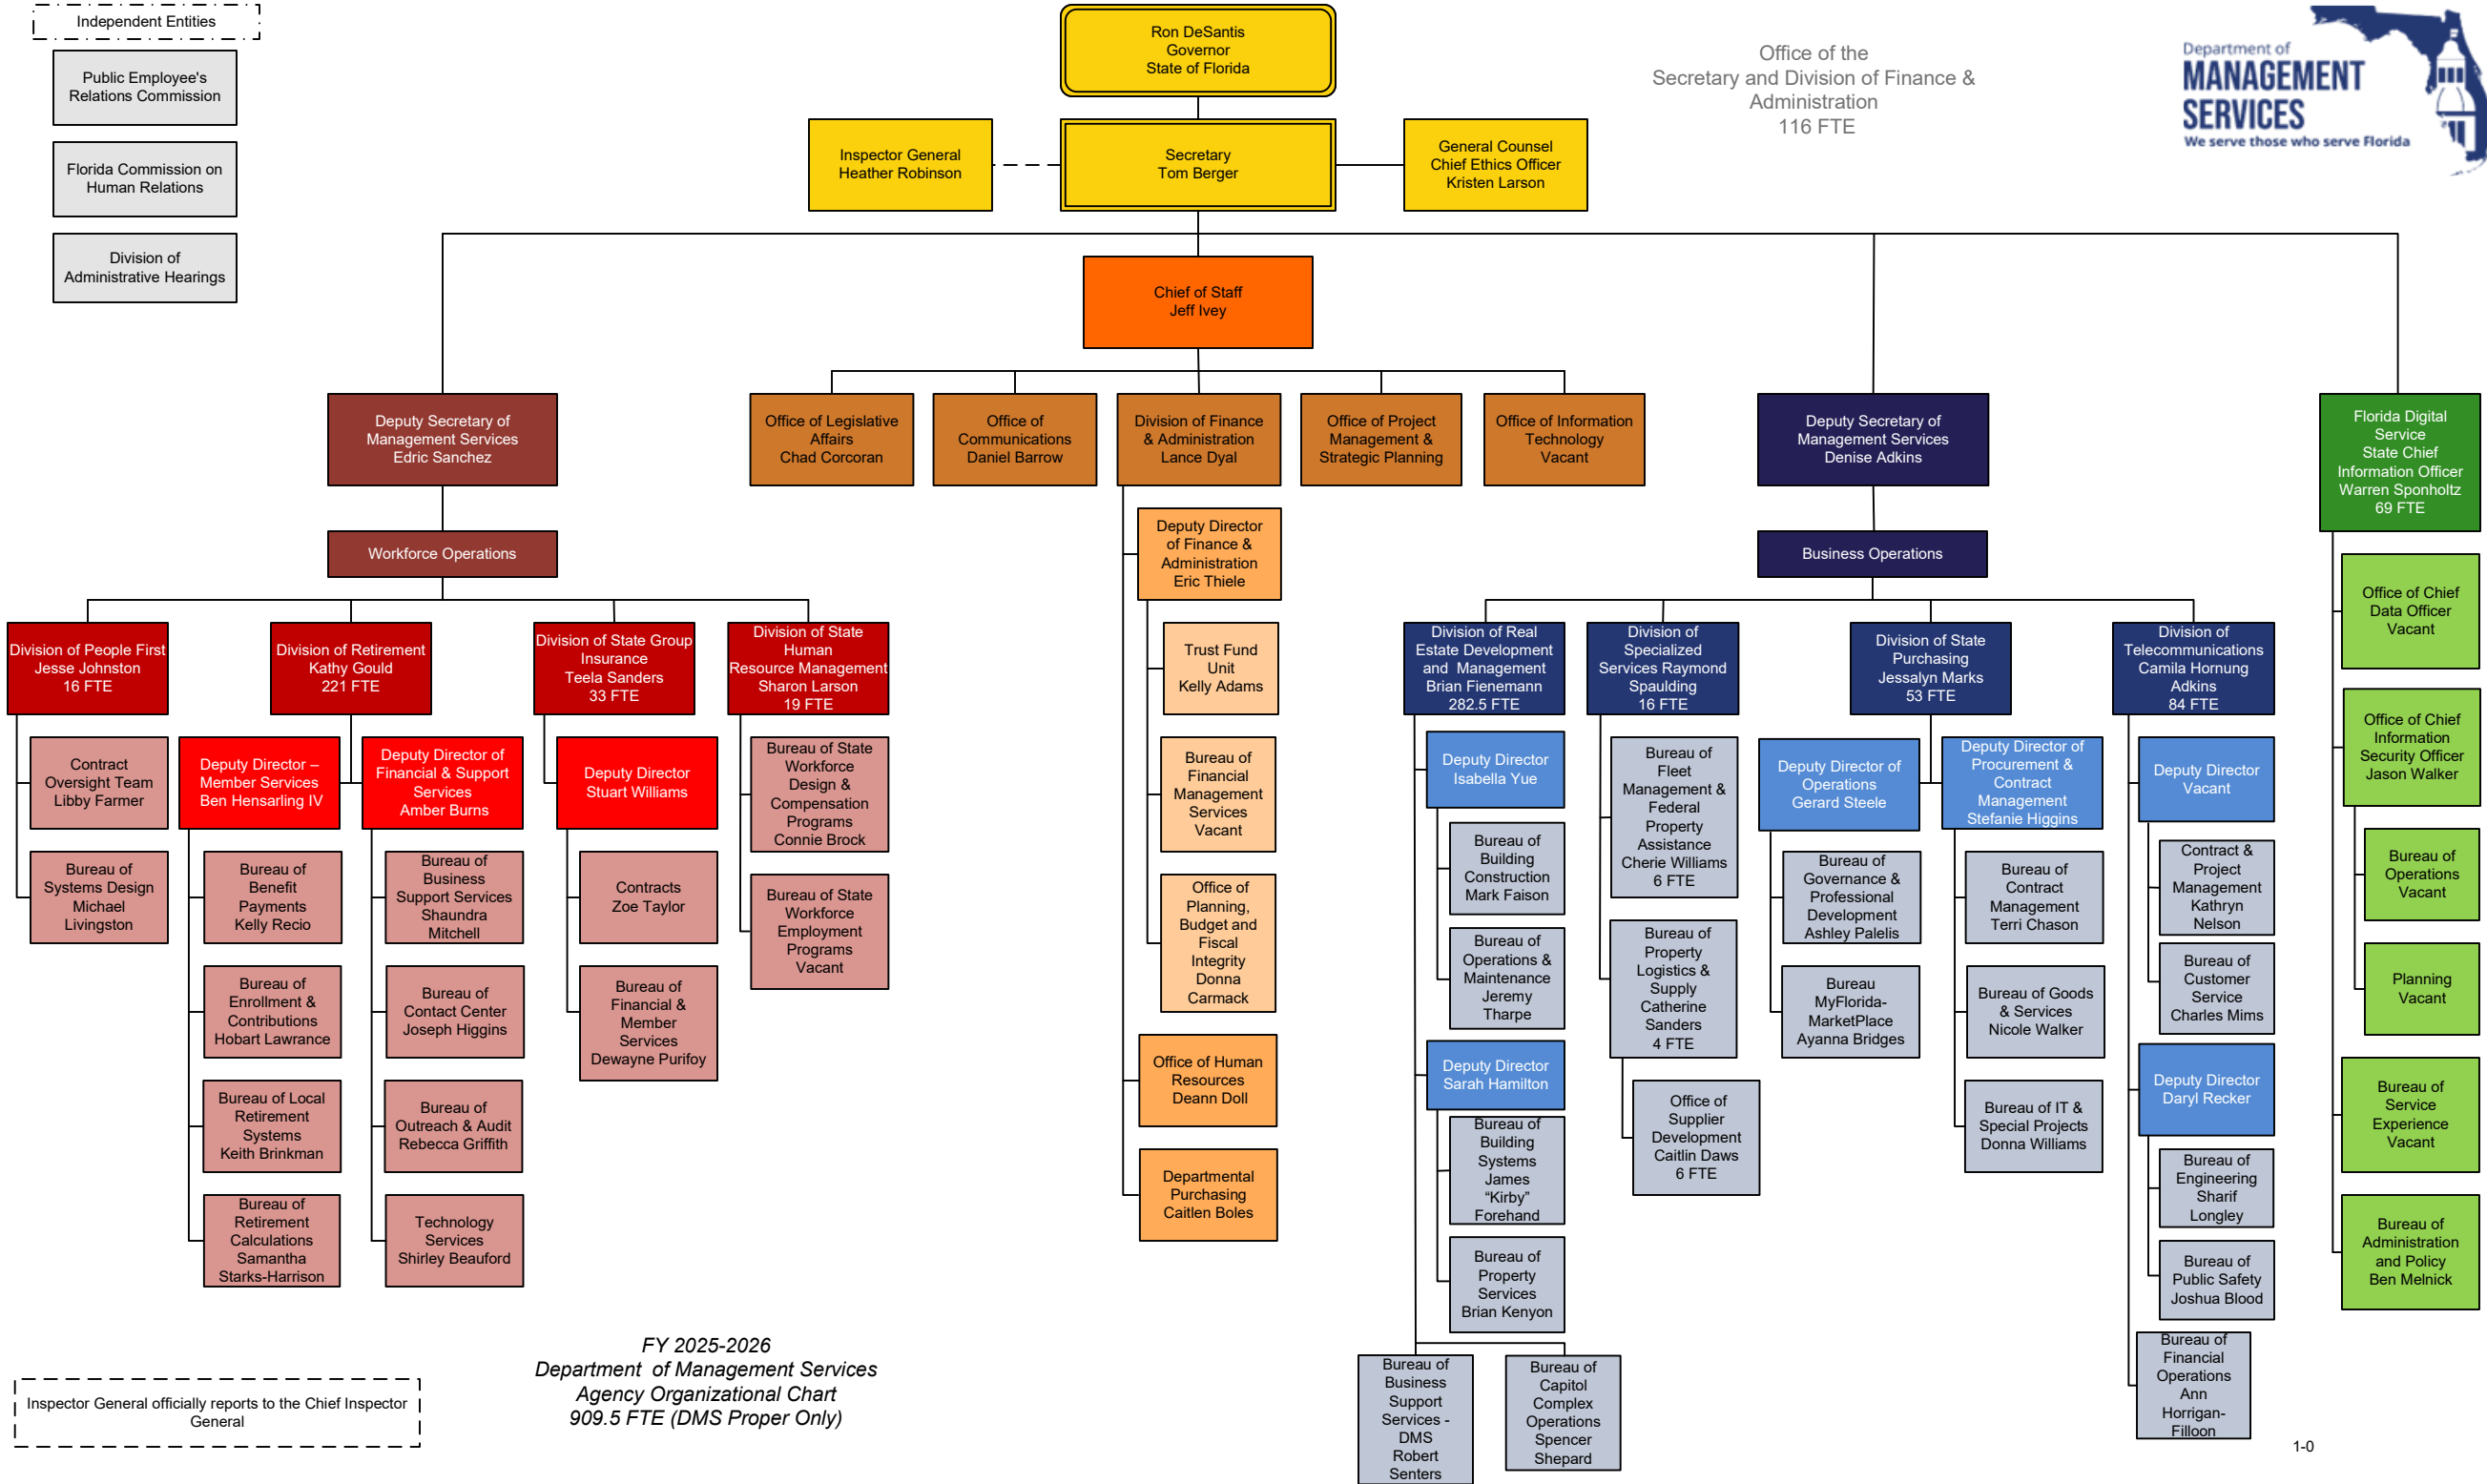 Independent Entities
Public Employee's
Relations Commission
Florida Commission on
Human Relations
Division of
Administrative Hearings
Ron DeSantis
Governor
State of Florida
Inspector General
Heather Robinson
Secretary
Tom Berger
General Counsel
Chief Ethics Officer
Kristen Larson
Office of the
Secretary and Division of Finance &
Administration
116 FTE
Department of
MANAGEMENT
SERVICES
We serve those who serve Florida
Chief of Staff
Jeff Ivey
Deputy Secretary of
Management Services
Edric Sanchez
Workforce Operations
Office of Legislative
Affairs
Chad Corcoran
Office of
Communications
Daniel Barrow
Division of Finance
& Administration
Lance Dyal
Office of Project
Management &
Strategic Planning
Office of Information
Technology
Vacant
Deputy Secretary of
Management Services
Denise Adkins
Business Operations
Florida Digital
Service
State Chief
Information Officer
Warren Sponholtz
69 FTE
Division of People First
Jesse Johnston
16 FTE
Contract
Oversight Team
Libby Farmer
Bureau of
Systems Design
Michael
Livingston
Division of Retirement
Kathy Gould
221 FTE
Deputy Director –
Member Services
Ben Hensarling IV
Bureau of
Benefit
Payments
Kelly Recio
Bureau of
Enrollment &
Contributions
Hobart Lawrance
Bureau of Local
Retirement
Systems
Keith Brinkman
Bureau of
Retirement
Calculations
Samantha
Starks-Harrison
Deputy Director of
Financial & Support
Services
Amber Burns
Bureau of
Business
Support Services
Shaundra
Mitchell
Bureau of
Contact Center
Joseph Higgins
Bureau of
Outreach & Audit
Rebecca Griffith
Technology
Services
Shirley Beauford
Division of State Group
Insurance
Teela Sanders
33 FTE
Deputy Director
Stuart Williams
Contracts
Zoe Taylor
Bureau of
Financial &
Member
Services
Dewayne Purifoy
Division of State
Human
Resource Management
Sharon Larson
19 FTE
Bureau of State
Workforce
Design &
Compensation
Programs
Connie Brock
Bureau of State
Workforce
Employment
Programs
Vacant
Deputy Director
of Finance &
Administration
Eric Thiele
Trust Fund
Unit
Kelly Adams
Bureau of
Financial
Management
Services
Vacant
Office of
Planning,
Budget and
Fiscal
Integrity
Donna
Carmack
Office of Human
Resources
Deann Doll
Departmental
Purchasing
Caitlen Boles
Division of Real
Estate Development
and  Management
Brian Fienemann
282.5 FTE
Deputy Director
Isabella Yue
Bureau of
Building
Construction
Mark Faison
Bureau of
Operations &
Maintenance
Jeremy
Tharpe
Deputy Director
Sarah Hamilton
Bureau of
Building
Systems
James
“Kirby”
Forehand
Bureau of
Property
Services
Brian Kenyon
Bureau of
Business
Support
Services -
DMS
Robert
Senters
Bureau of
Capitol
Complex
Operations
Spencer
Shepard
Division of
Specialized
Services Raymond
Spaulding
16 FTE
Bureau of
Fleet
Management &
Federal
Property
Assistance
Cherie Williams
6 FTE
Bureau of
Property
Logistics &
Supply
Catherine
Sanders
4 FTE
Office of
Supplier
Development
Caitlin Daws
6 FTE
Division of State
Purchasing
Jessalyn Marks
53 FTE
Deputy Director of
Operations
Gerard Steele
Bureau of
Governance &
Professional
Development
Ashley Palelis
Bureau
MyFlorida-
MarketPlace
Ayanna Bridges
Deputy Director of
Procurement &
Contract
Management
Stefanie Higgins
Bureau of
Contract
Management
Terri Chason
Bureau of Goods
& Services
Nicole Walker
Bureau of IT &
Special Projects
Donna Williams
Division of
Telecommunications
Camila Hornung
Adkins
84 FTE
Deputy Director
Vacant
Contract &
Project
Management
Kathryn
Nelson
Bureau of
Customer
Service
Charles Mims
Deputy Director
Daryl Recker
Bureau of
Engineering
Sharif
Longley
Bureau of
Public Safety
Joshua Blood
Bureau of
Financial
Operations
Ann
Horrigan-
Filloon
Office of Chief
Data Officer
Vacant
Office of Chief
Information
Security Officer
Jason Walker
Bureau of
Operations
Vacant
Planning
Vacant
Bureau of
Service
Experience
Vacant
Bureau of
Administration
and Policy
Ben Melnick
Inspector General officially reports to the Chief Inspector
General
FY 2025-2026
Department  of Management Services
Agency Organizational Chart
909.5 FTE (DMS Proper Only)
1-0